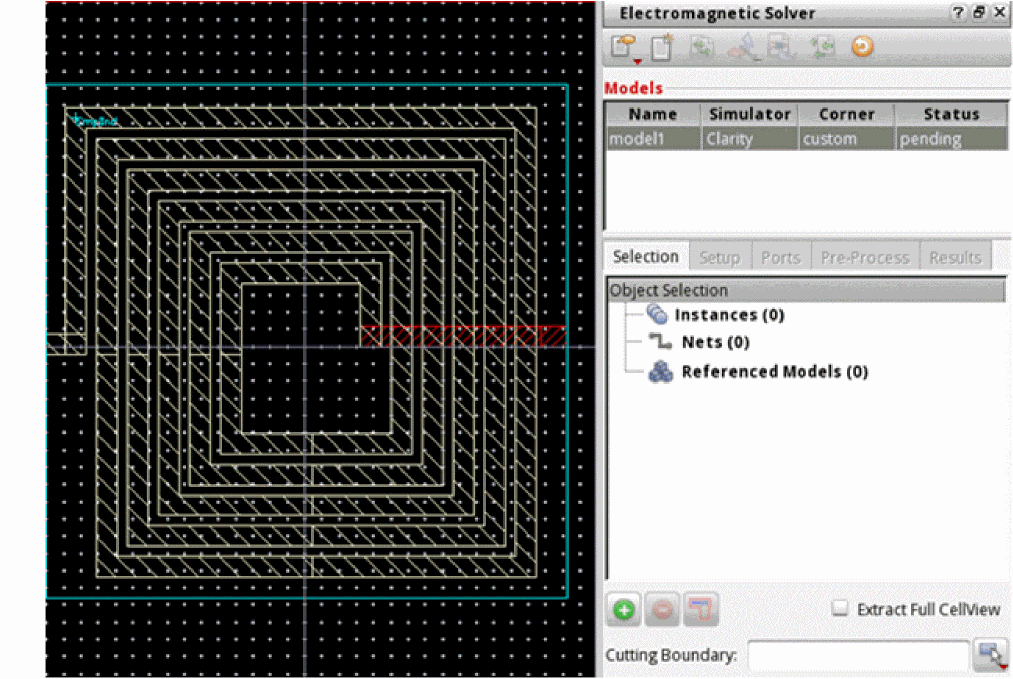 Electromagnetic Solver
Models
Name Simulator Corner Status
model1 Clarity custom pending
Selection Setup Ports Pre-Process Results
Object Selection
Instances (0)
Nets (0)
Referenced Models (0)
Extract Full CellView
Cutting Boundary: